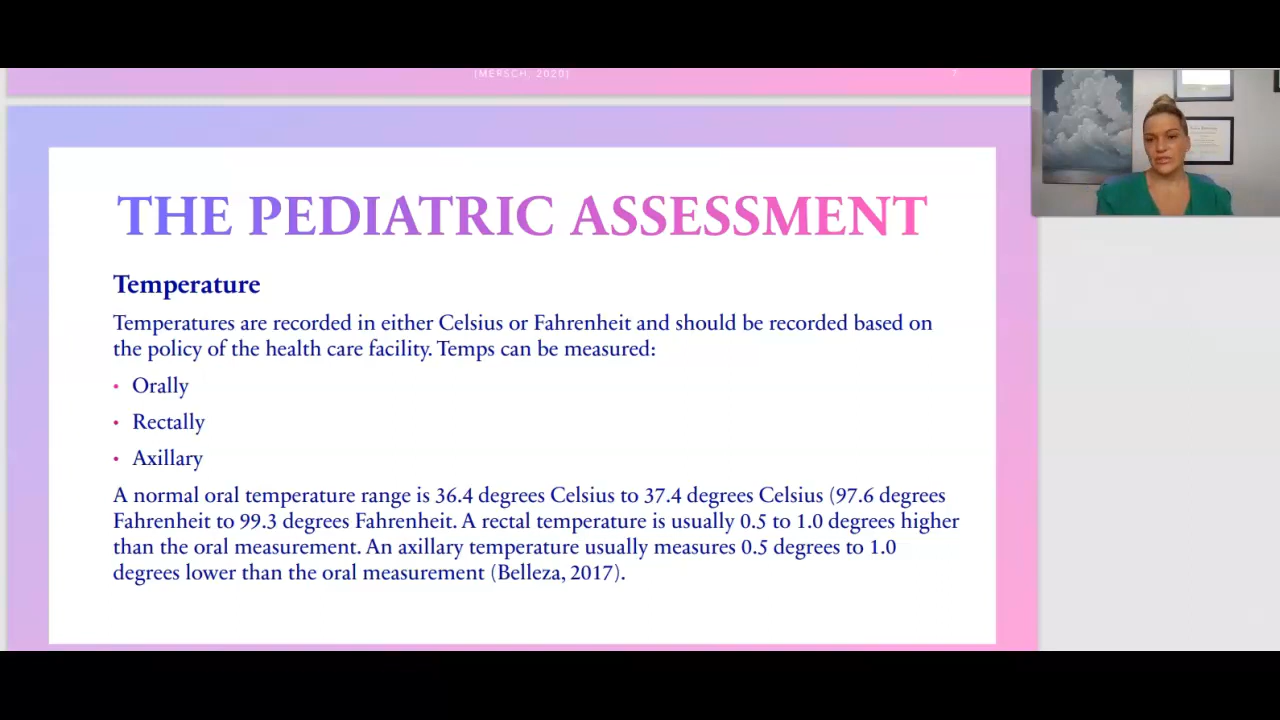 [MERSCH, 2020]
7
THE PEDIATRIC ASSESSMENT
Temperature
Temperatures are recorded in either Celsius or Fahrenheit and should be recorded based on
the policy of the health care facility. Temps can be measured:
• Orally
• Rectally
• Axillary
A normal oral temperature range is 36.4 degrees Celsius to 37.4 degrees Celsius (97.6 degrees
Fahrenheit to 99.3 degrees Fahrenheit. A rectal temperature is usually 0.5 to 1.0 degrees higher
than the oral measurement. An axillary temperature usually measures 0.5 degrees to 1.0
degrees lower than the oral measurement (Belleza, 2017).